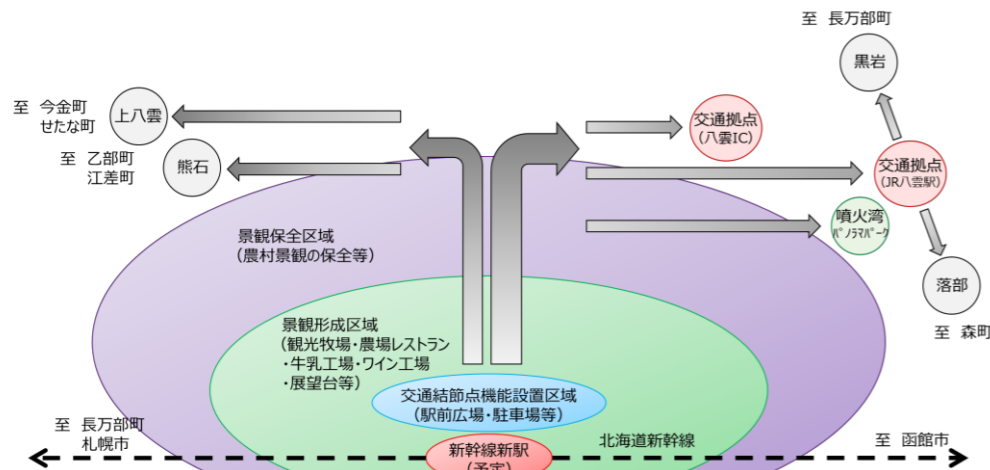 至 長万部町
黒岩
至 今金町
せたな町
上八雲
交通拠点
(八雲IC)
至 乙部町
江差町
熊石
交通拠点
(JR八雲駅)
噴火湾
ﾊﾟﾉﾗﾏﾊﾟｰｸ
景観保全区域
(農村景観の保全等)
落部
至 森町
景観形成区域
(観光牧場・農場レストラン
・牛乳工場・ワイン工場
・展望台等)
交通結節点機能設置区域
(駅前広場・駐車場等)
至 長万部町
札幌市
新幹線新駅
(予定)
北海道新幹線
至 函館市